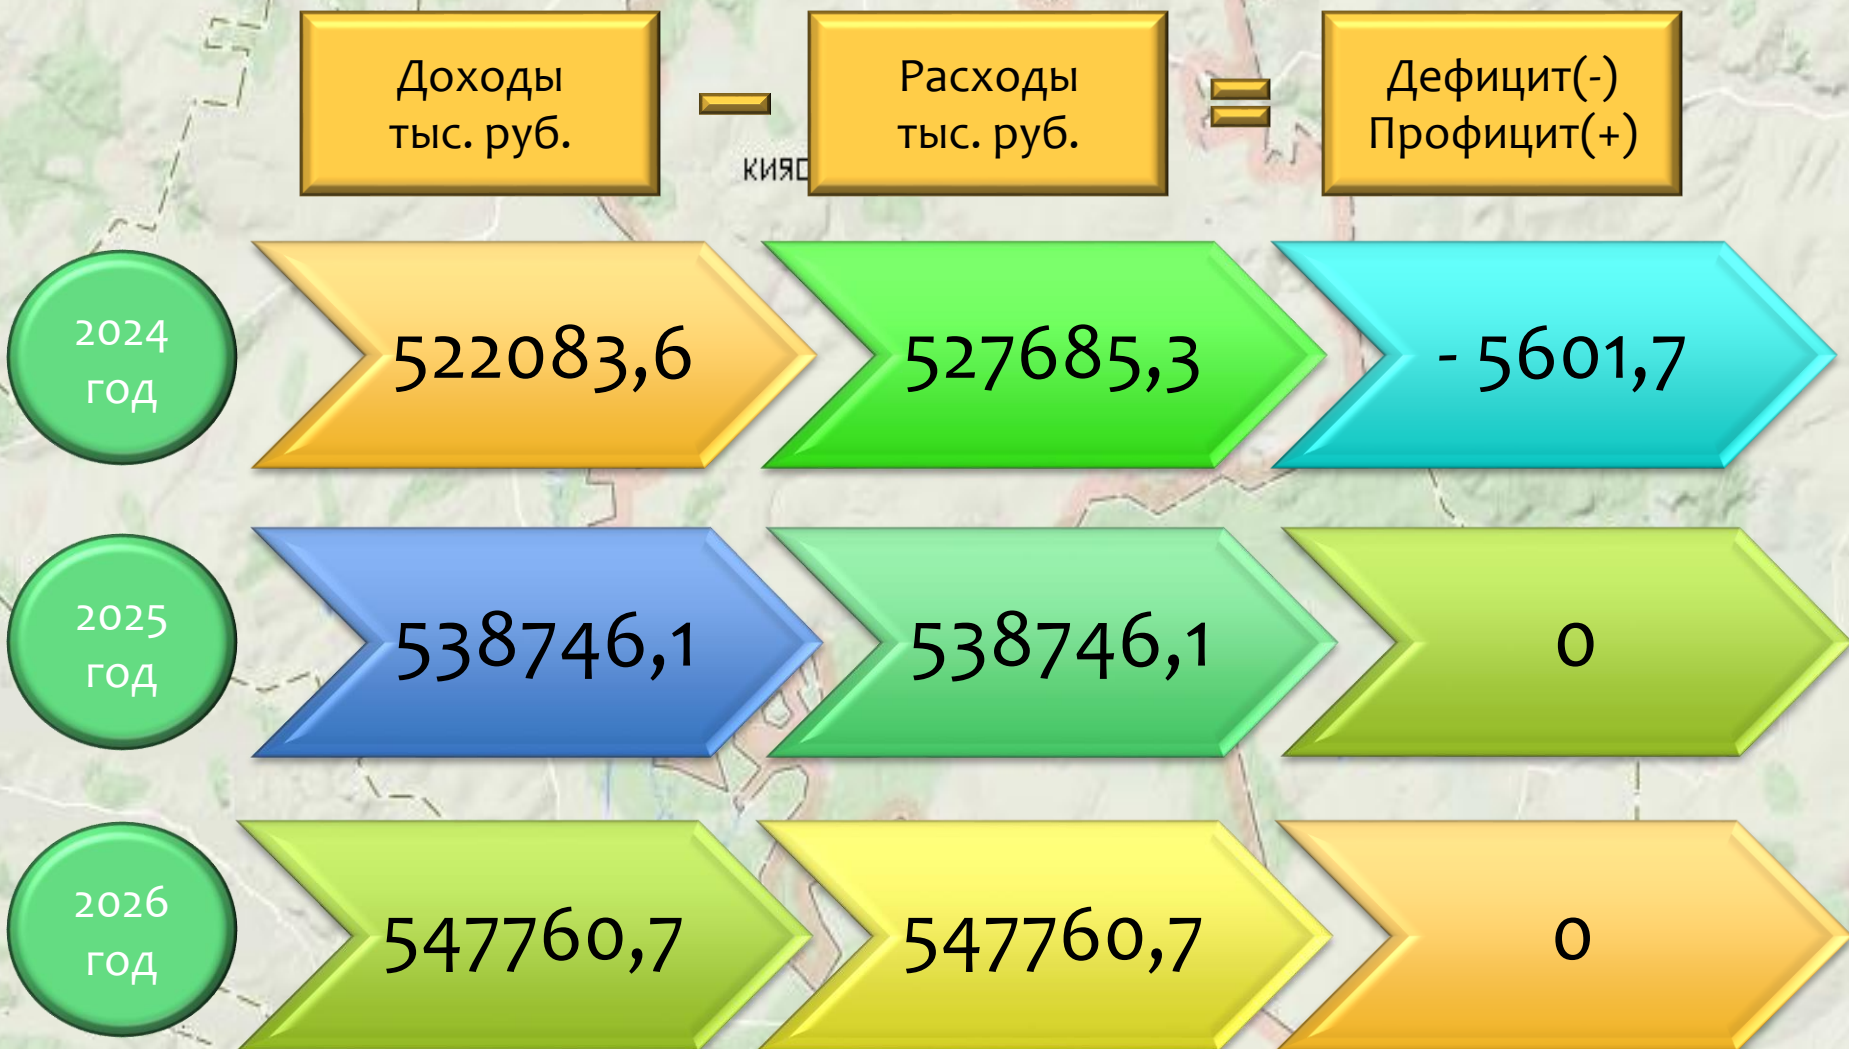 Доходы
тыс. руб.
Расходы
тыс. руб.
Дефицит(-)
Профицит(+)
кияс
2024
год
522083,6
527685,3
- 5601,7
2025
год
538746,1
538746,1
0
2026
год
547760,7
547760,7
0